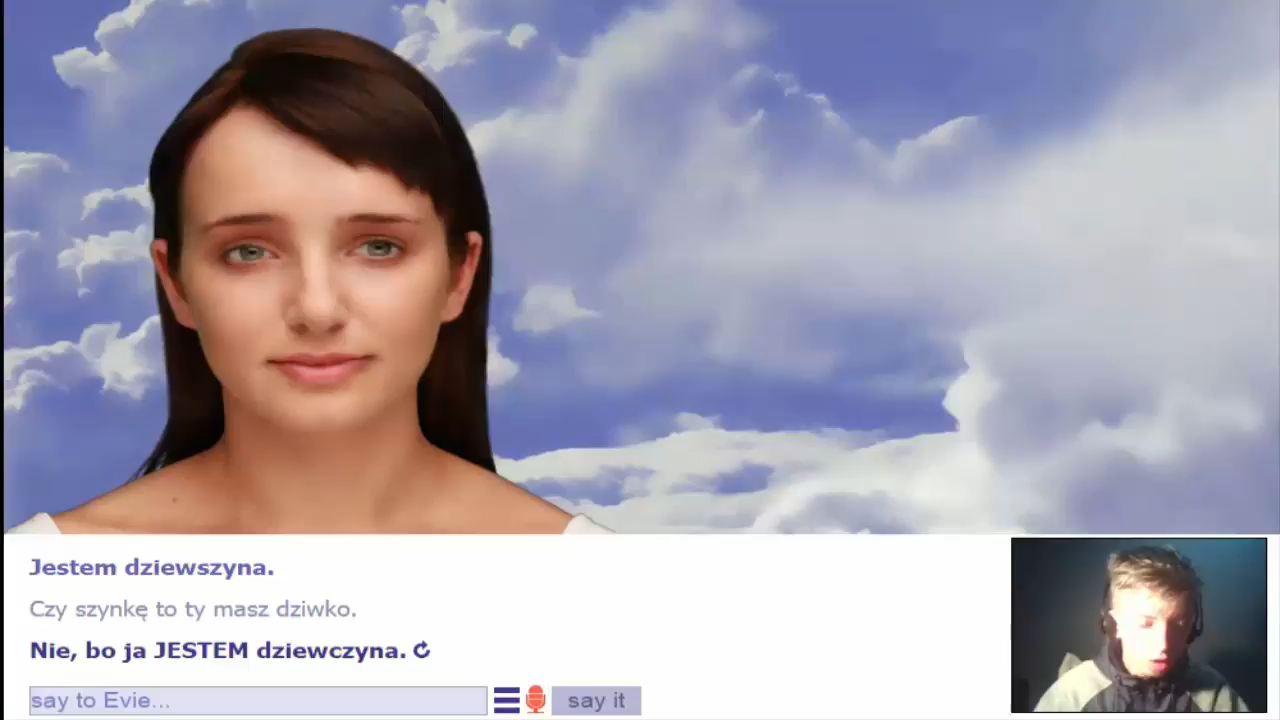 Jestem dziewszyna.
Czy szynkę to ty masz dziwko.
Nie, bo ja JESTEM dziewczyna.
say to Evie...
say it